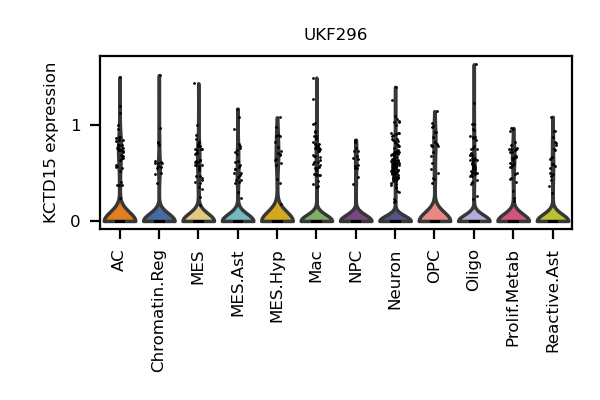 UKF296
KCTD15 expression
1
0
AC
Chromatin.Reg
MES
MES.Ast
MES.Hyp
Mac
NPC
Neuron
OPC
Oligo
Prolif.Metab
Reactive.Ast